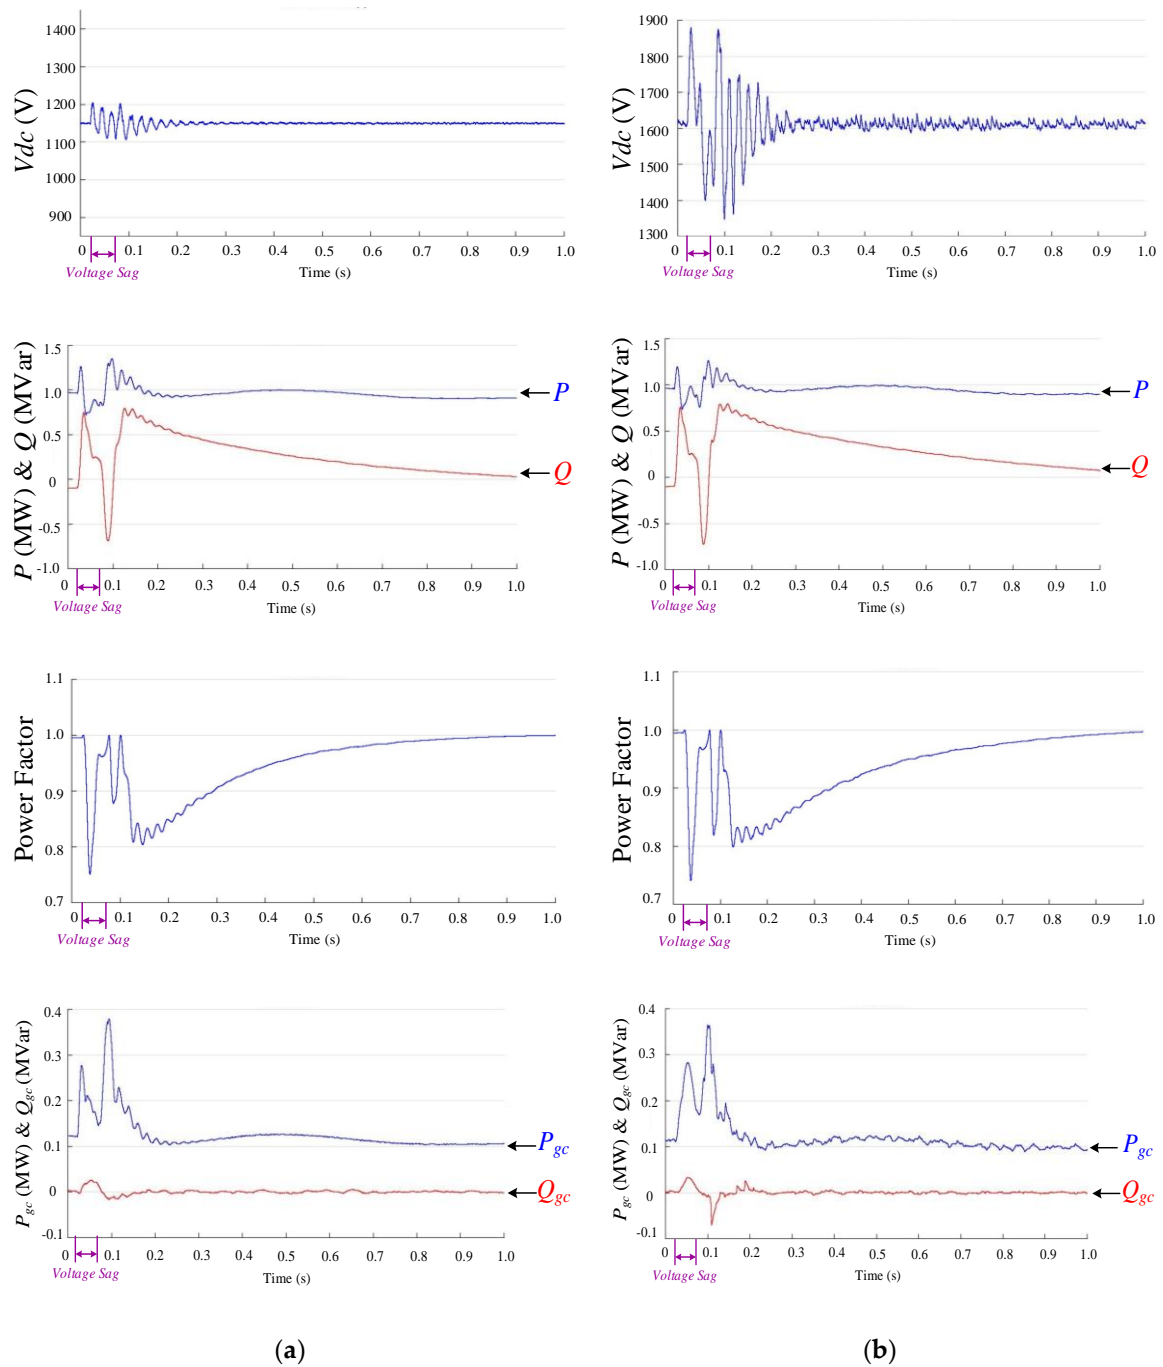 1400
1300
1200
1100
1000
900
Vdc (V)
0 0.1 0.2 0.3 0.4 0.5 0.6 0.7 0.8 0.9 1.0
Voltage Sag
Time (s)
1900
1800
1700
1600
1500
1400
1300
Vdc (V)
0 0.1 0.2 0.3 0.4 0.5 0.6 0.7 0.8 0.9 1.0
Voltage Sag
Time (s)
1.5
1.0
0.5
0
-0.5
-1.0
P (MW) & Q (MVar)
P
Q
0 0.1 0.2 0.3 0.4 0.5 0.6 0.7 0.8 0.9 1.0
Voltage Sag
Time (s)
1.5
1.0
0.5
0
-0.5
-1.0
P (MW) & Q (MVar)
P
Q
0 0.1 0.2 0.3 0.4 0.5 0.6 0.7 0.8 0.9 1.0
Voltage Sag
Time (s)
1.1
1.0
0.9
0.8
0.7
Power Factor
0 0.1 0.2 0.3 0.4 0.5 0.6 0.7 0.8 0.9 1.0
Voltage Sag
Time (s)
1.1
1.0
0.9
0.8
0.7
Power Factor
0 0.1 0.2 0.3 0.4 0.5 0.6 0.7 0.8 0.9 1.0
Voltage Sag
Time (s)
0.4
0.3
0.2
0.1
0
-0.1
Pgc (MW) & Qgc (MVar)
Pgc
Qgc
0 0.1 0.2 0.3 0.4 0.5 0.6 0.7 0.8 0.9 1.0
Voltage Sag
Time (s)
0.4
0.3
0.2
0.1
0
-0.1
Pgc (MW) & Qgc (MVar)
Pgc
Qgc
0 0.1 0.2 0.3 0.4 0.5 0.6 0.7 0.8 0.9 1.0
Voltage Sag
Time (s)
(a)
(b)